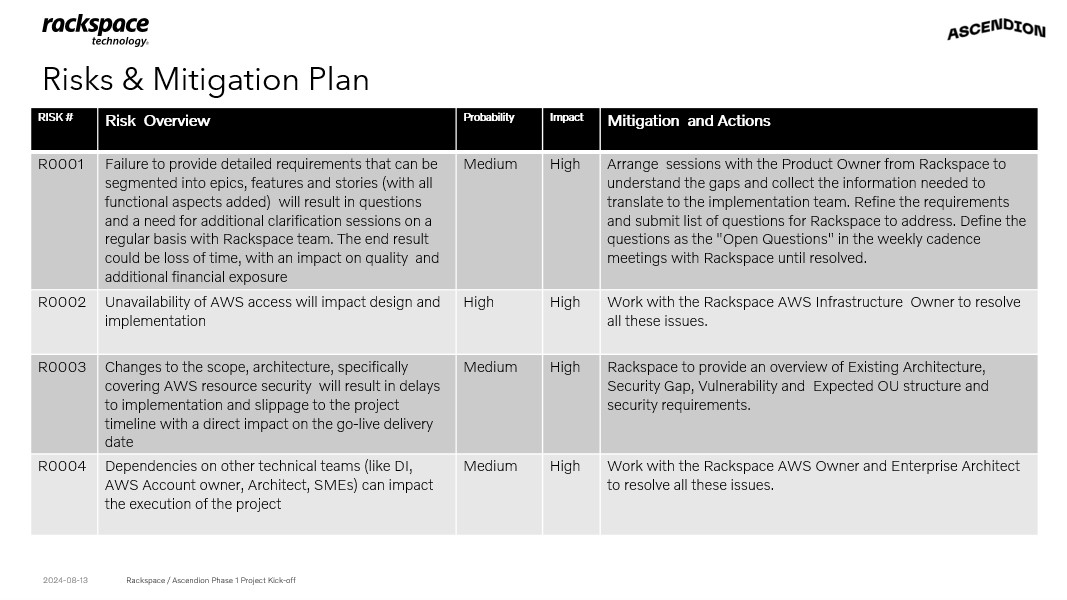 rackspace
technology.
ASCENDION
Risks & Mitigation Plan
RISK #
Risk Overview
Probability
Impact
Mitigation and Actions
R0001
Failure to provide detailed requirements that can be
segmented into epics, features and stories (with all
functional aspects added) will result in questions
and a need for additional clarification sessions on a
regular basis with Rackspace team. The end result
could be loss of time, with an impact on quality and
additional financial exposure
Medium
High
Arrange sessions with the Product Owner from Rackspace to
understand the gaps and collect the information needed to
translate to the implementation team. Refine the requirements
and submit list of questions for Rackspace to address. Define the
questions as the "Open Questions" in the weekly cadence
meetings with Rackspace until resolved.
R0002
Unavailability of AWS access will impact design and
implementation
High
High
Work with the Rackspace AWS Infrastructure Owner to resolve
all these issues.
R0003
Changes to the scope, architecture, specifically
covering AWS resource security will result in delays
to implementation and slippage to the project
timeline with a direct impact on the go-live delivery
date
Medium
High
Rackspace to provide an overview of Existing Architecture,
Security Gap, Vulnerability and Expected OU structure and
security requirements.
R0004
Dependencies on other technical teams (like DI,
AWS Account owner, Architect, SMEs) can impact
the execution of the project
Medium
High
Work with the Rackspace AWS Owner and Enterprise Architect
to resolve all these issues.
2024-08-13
Rackspace / Ascendion Phase 1 Project Kick-off